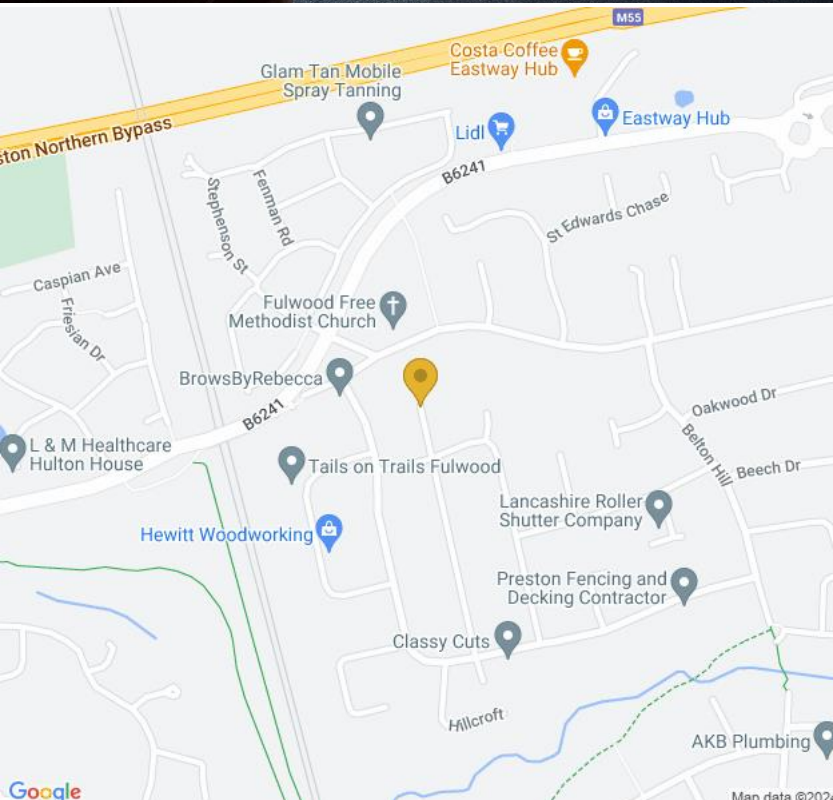 M55
Costa Coffee
Eastway Hub
Glam Tan Mobile
Spray Tanning
Lidl
Eastway Hub
ston Northern Bypass
B6241
Fenman Rd
Stephenson St
St Edwards Chase
Caspian Ave
Friesian Dr
Fulwood Free
Methodist Church
BrowsByRebecca
B6241
Oakwood Dr
Belton Hill
Beech Dr
L & M Healthcare
Hulton House
Tails on Trails Fulwood
Lancashire Roller
Shutter Company
Hewitt Woodworking
Preston Fencing and
Decking Contractor
Classy Cuts
Hillcroft
AKB Plumbing
Google
Map data ©2024